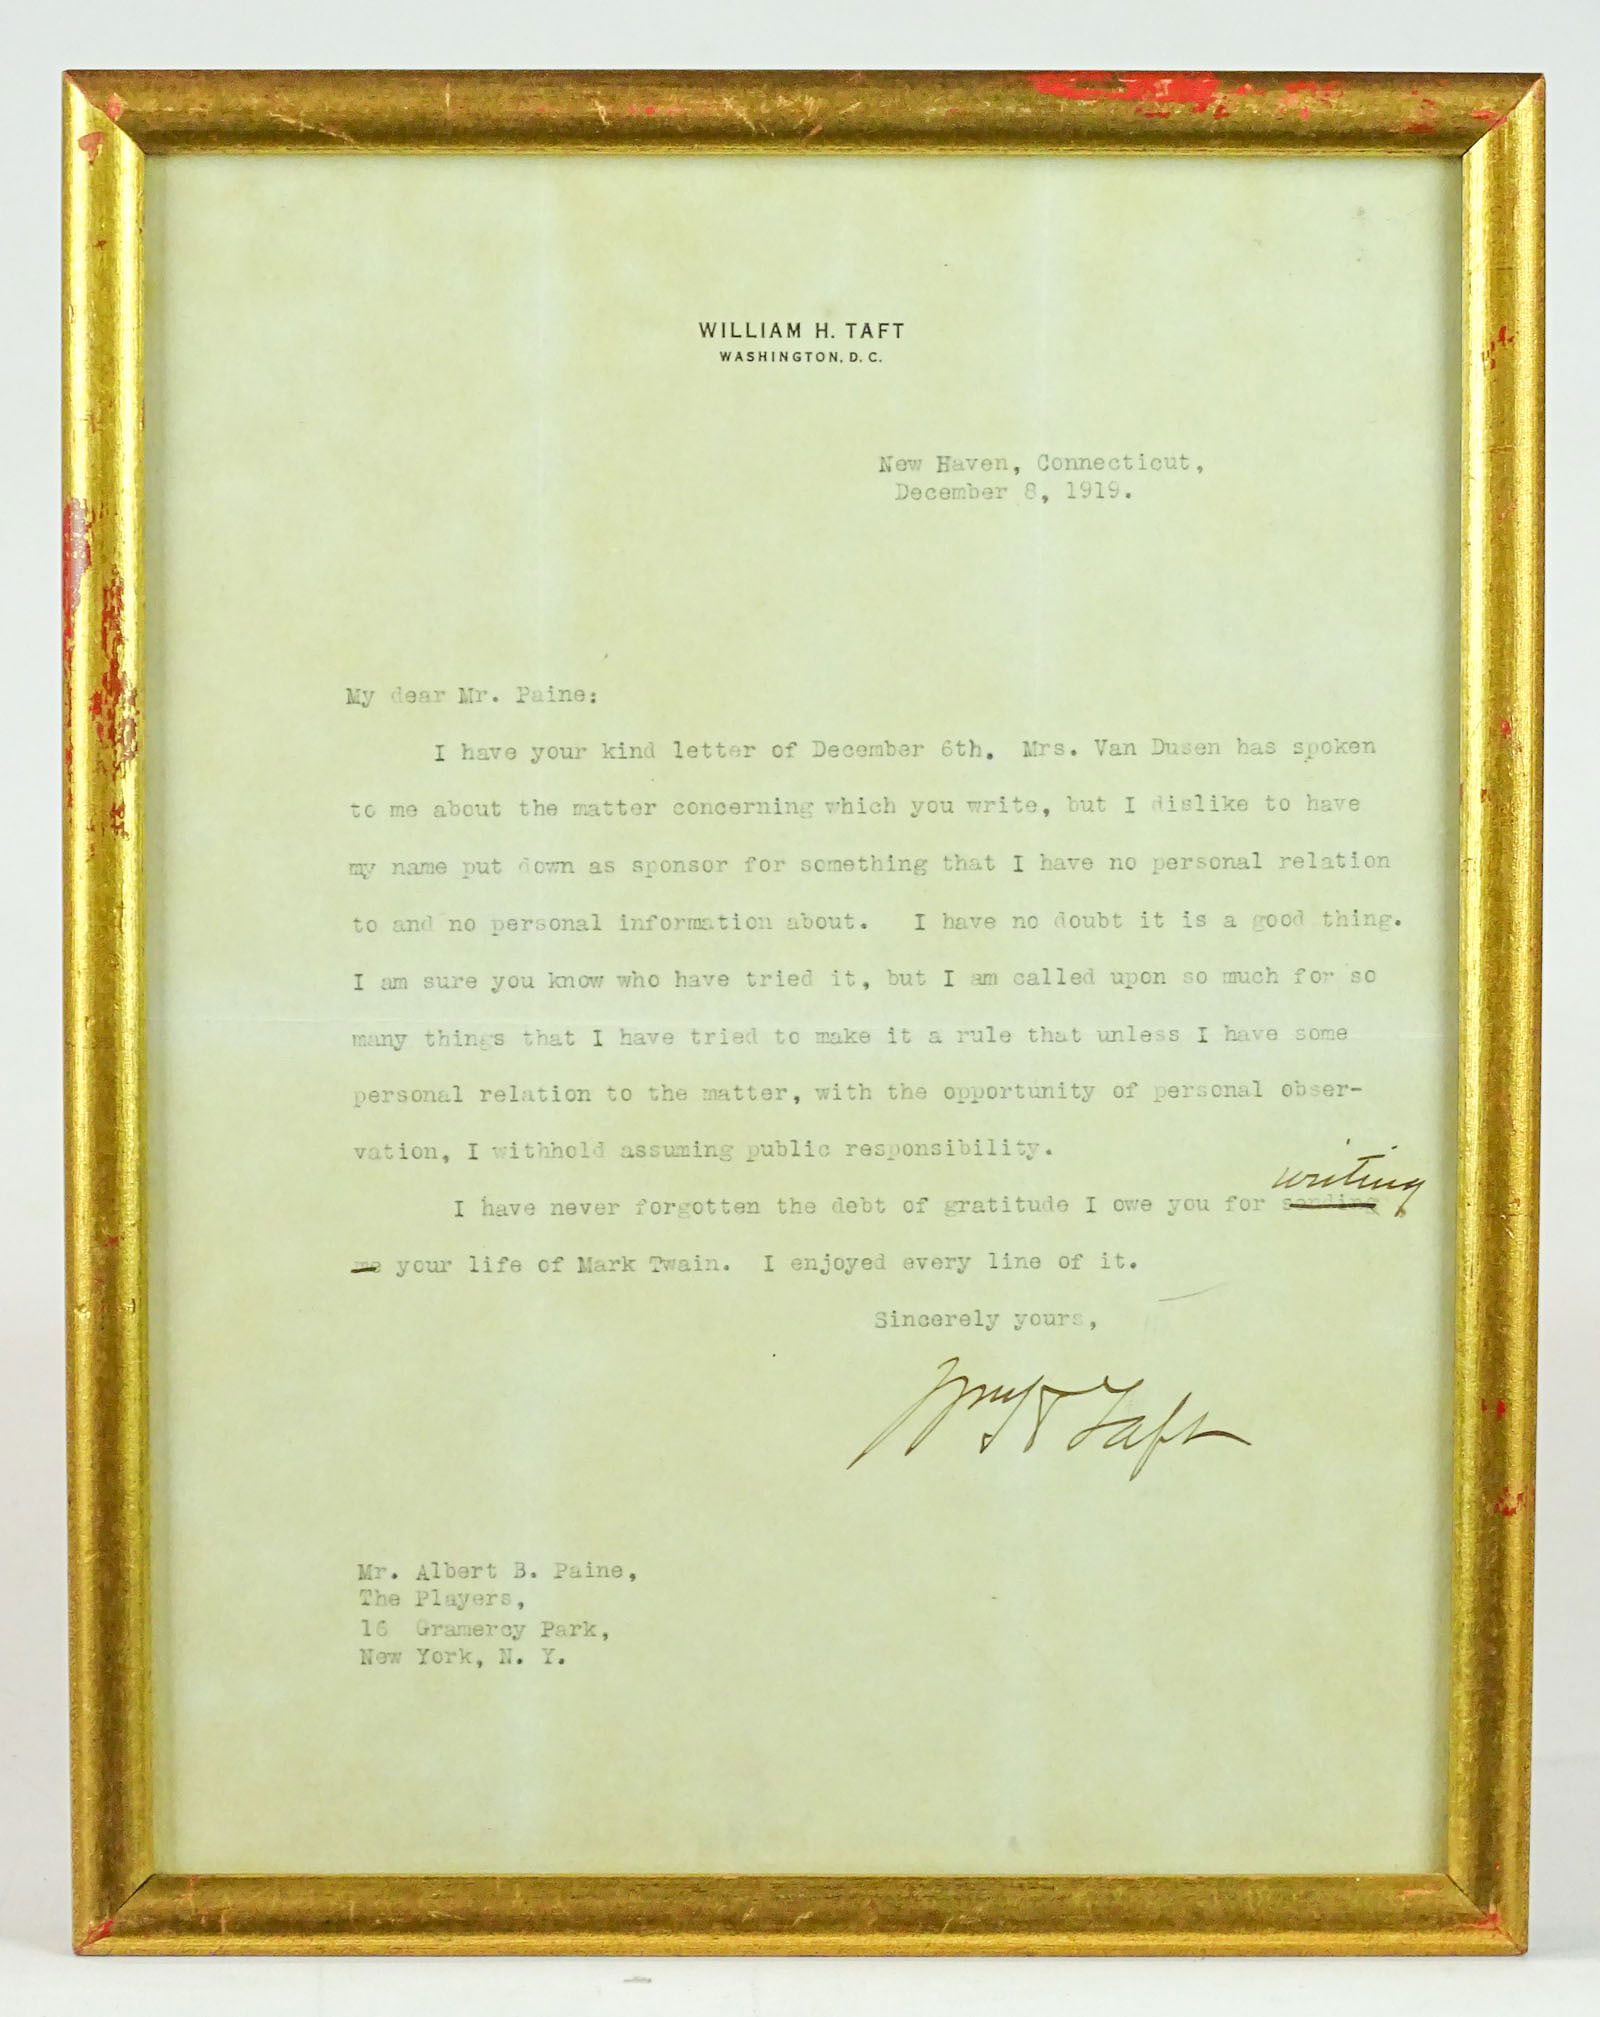 WILLIAM H. TAFT
WASHINGTON, D. C.
New Haven, Connecticut,
December 8, 1919.
My dear Mr. Paine:
I have your kind letter of December 6th. Mrs. Van Dusen has spoken
to me about the matter concerning which you write, but I dislike to have
my name put down as sponsor for something that I have no personal relation
to and no personal information about. I have no doubt it is a good thing.
I am sure you know who have tried it, but I am called upon so much for so
many things that I have tried to make it a rule that unless I have some
personal relation to the matter, with the opportunity of personal obser-
vation, I withhold assuming public responsibility.
writing
I have never forgotten the debt of gratitude I owe you for sending
me your life of Mark Twain. I enjoyed every line of it.
Sincerely yours,
Wm H Taft
Mr. Albert B. Paine,
The Players,
16 Gramercy Park,
New York, N. Y.